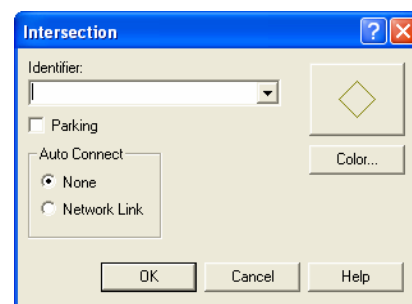 Intersection
Identifier:
Parking
Auto Connect
None
Network Link
Color...
OK
Cancel
Help